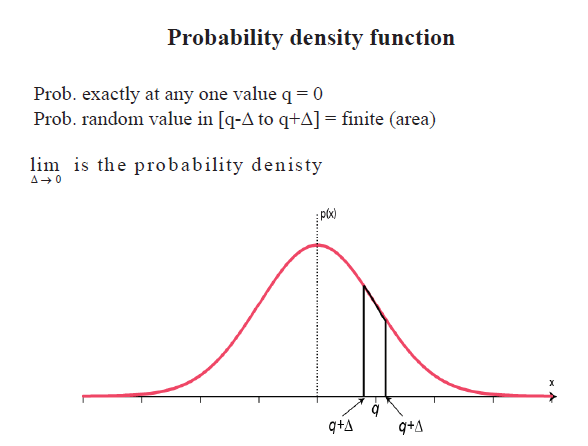 Probability density function
Prob. exactly at any one value q = 0
Prob. random value in [q-Δ to q+Δ] = finite (area)
lim is the probability denisty
Δ → 0
p(x)
x
q
q+Δ
q+Δ